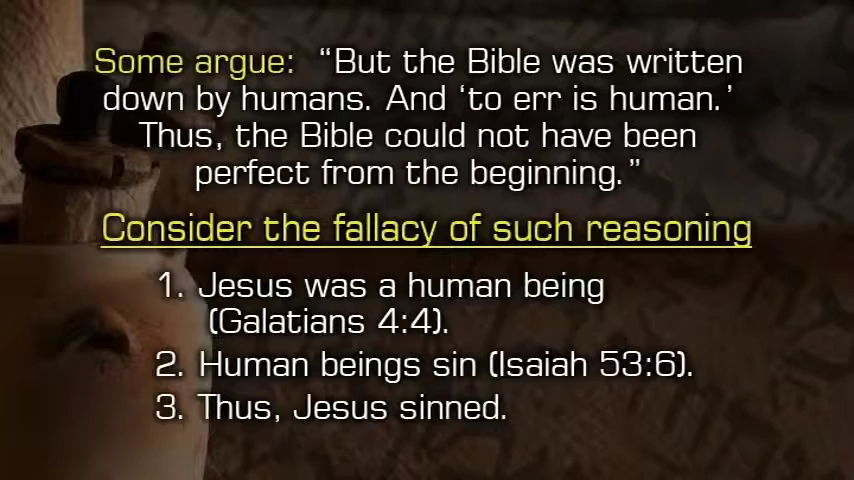 Some argue: “But the Bible was written
down by humans. And ‘to err is human.’
Thus, the Bible could not have been
perfect from the beginning.”
Consider the fallacy of such reasoning
1. Jesus was a human being
(Galatians 4:4).
2. Human beings sin (Isaiah 53:6).
3. Thus, Jesus sinned.